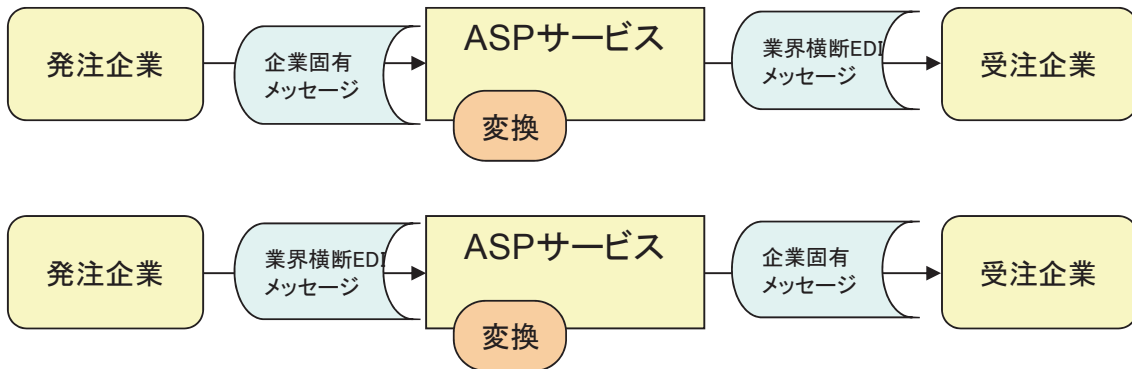 発注企業
企業固有
メッセージ
ASPサービス
変換
業界横断EDI
メッセージ
受注企業
発注企業
業界横断EDI
メッセージ
ASPサービス
変換
企業固有
メッセージ
受注企業